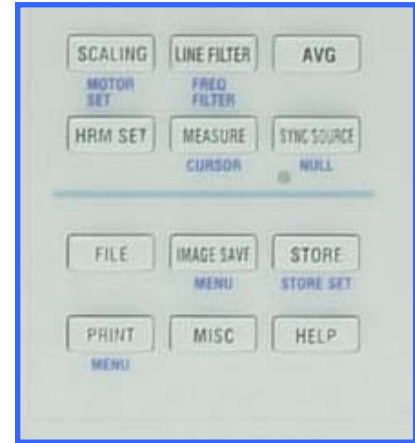 SCALING LINE FILTER AVG
MOTOR FREQ
SET FILTER
HRM SET MEASURE SYNC SOURCE
CURSOR NULL
FILE IMAGE SAVE STORE
MENU STORE SET
PRINT MISC HELP
MENU